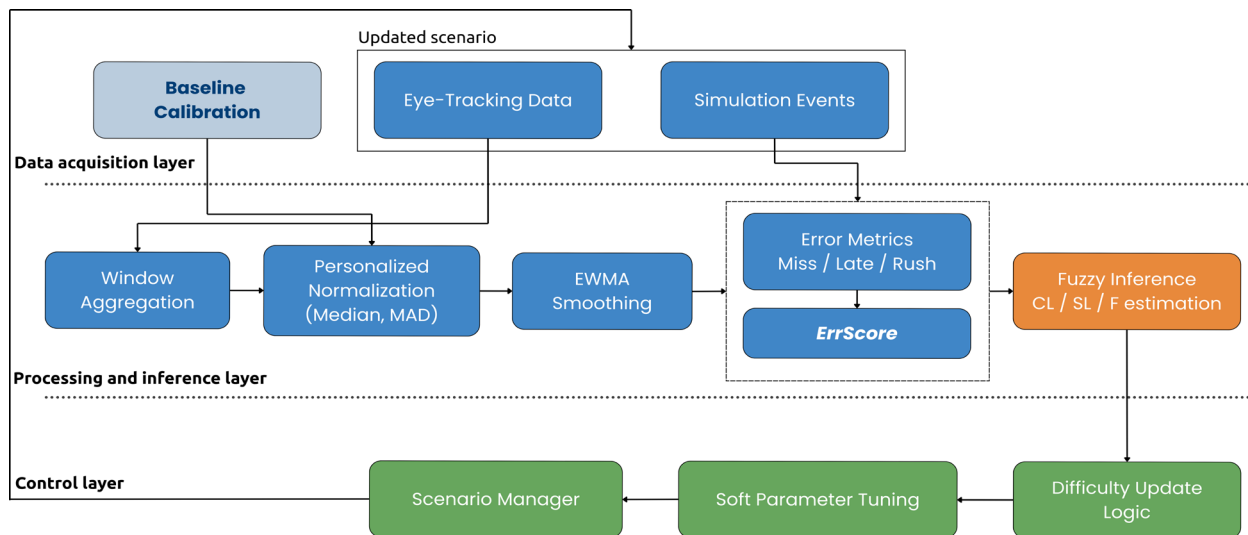 Updated scenario
Baseline
Calibration
Eye-Tracking Data
Simulation Events
Data acquisition layer
Window
Aggregation
Personalized
Normalization
(Median, MAD)
EWMA
Smoothing
Error Metrics
Miss / Late / Rush
ErrScore
Fuzzy Inference
CL / SL / F estimation
Processing and inference layer
Control layer
Scenario Manager
Soft Parameter Tuning
Difficulty Update
Logic